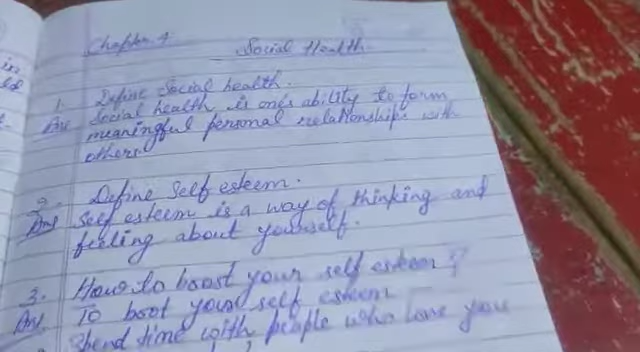 Chapter 4
Social Health
1. Define Social health.
Ans. Social health is one's ability to form
meaningful personal relationships with
others.
2. Define Self esteem.
Ans Self esteem is a way of thinking and
feeling about yourself.
3. How to boost your self esteem?
Ans. To boot your self esteem
Spend time with people who love you